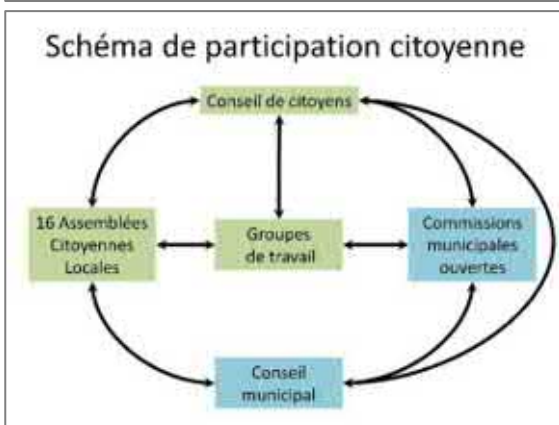 Schéma de participation citoyenne
Conseil de citoyens
16 Assemblées
Citoyennes
Locales
Groupes
de travail
Commissions
municipales
ouvertes
Conseil
municipal